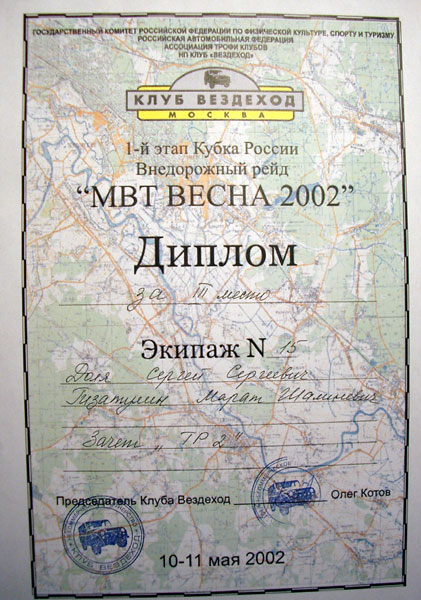 ГОСУДАРСТВЕННЫЙ КОМИТЕТ РОССИЙСКОЙ ФЕДЕРАЦИИ ПО ФИЗИЧЕСКОЙ КУЛЬТУРЕ, СПОРТУ И ТУРИЗМУ
РОССИЙСКАЯ АВТОМОБИЛЬНАЯ ФЕДЕРАЦИЯ
АССОЦИАЦИЯ ТРОФИ КЛУБОВ
НП КЛУБ «ВЕЗДЕХОД»
КЛУБ ВЕЗДЕХОД
МОСКВА
1-й этап Кубка России
Внедорожный рейд
“МВТ ВЕСНА 2002”
Диплом
за III место
Экипаж N 15
Сергей Сергеевич
Гизатулин Марат
Зачет „ТР 2"
Председатель Клуба Вездеход Олег Котов
10-11 мая 2002